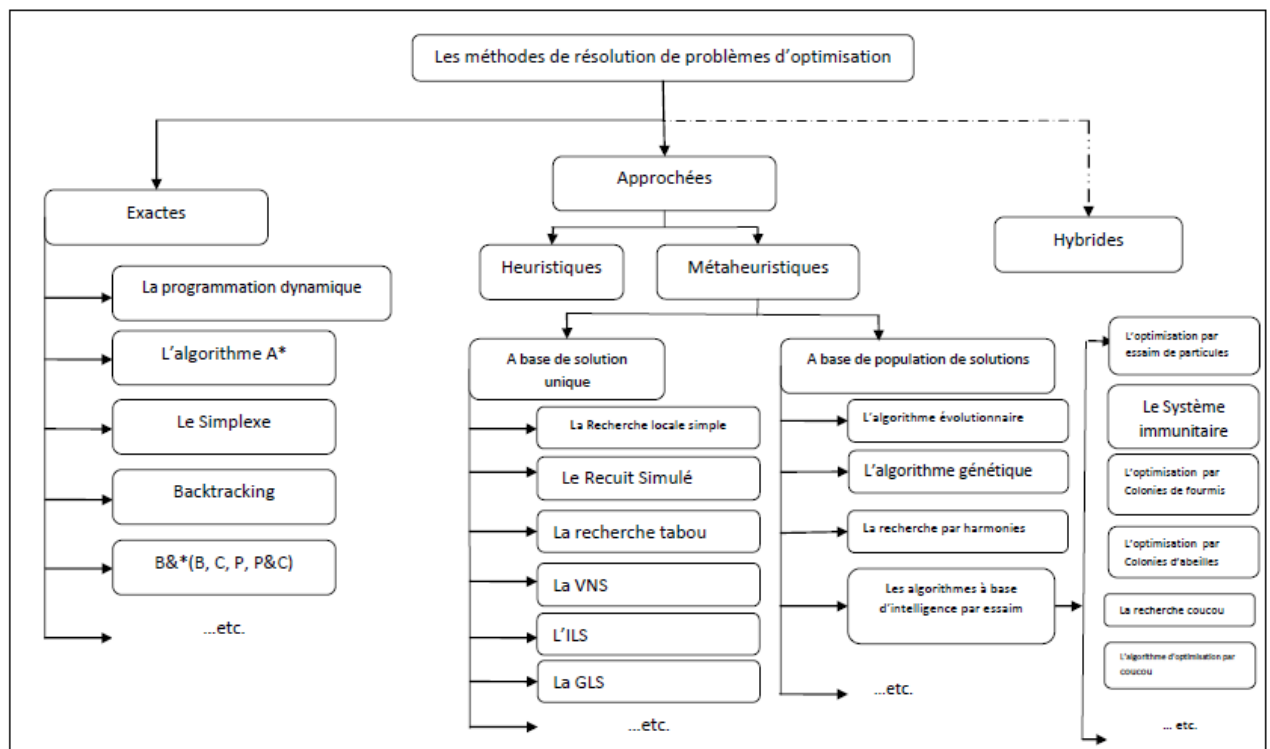 Les méthodes de résolution de problèmes d'optimisation
Approchées
Exactes
Hybrides
Heuristiques
Métaheuristiques
La programmation dynamique
L'algorithme A*
Le Simplexe
Backtracking
B&*(B, C, P, P&C)
...etc.
A base de solution
unique
La Recherche locale simple
Le Recuit Simulé
La recherche tabou
La VNS
L'ILS
La GLS
...etc.
A base de population de solutions
L'algorithme évolutionnaire
L'algorithme génétique
La recherche par harmonies
Les algorithmes à base
d'intelligence par essaim
...etc.
L'optimisation par
essaim de particules
Le Système
immunitaire
L'optimisation par
Colonies de fourmis
L'optimisation par
Colonies d'abeilles
La recherche coucou
L'algorithme d'optimisation par
coucou
... etc.